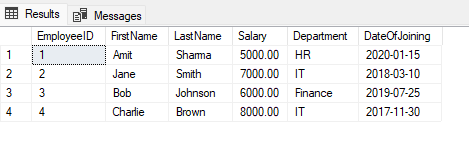 Results Messages
EmployeeID FirstName LastName Salary Department DateOfJoining
1 1 Amit Sharma 5000.00 HR 2020-01-15
2 2 Jane Smith 7000.00 IT 2018-03-10
3 3 Bob Johnson 6000.00 Finance 2019-07-25
4 4 Charlie Brown 8000.00 IT 2017-11-30